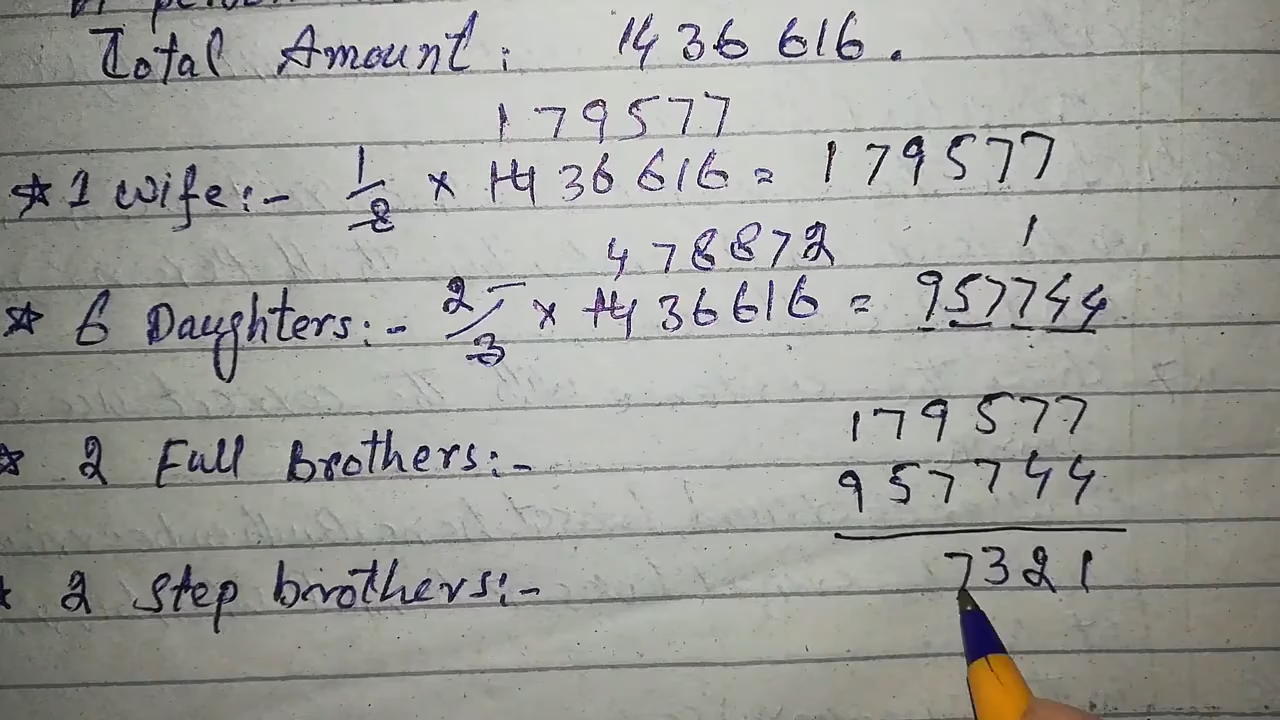 Total Amount: 1436616.
179577
☆ 1 Wife:- 1/8 × 1436616 = 179577
478872 1
☆ 6 Daughters:- 2/3 × 1436616 = 957744
179577
☆ 2 Full Brothers:-
957744
7321
2 Step brothers:-